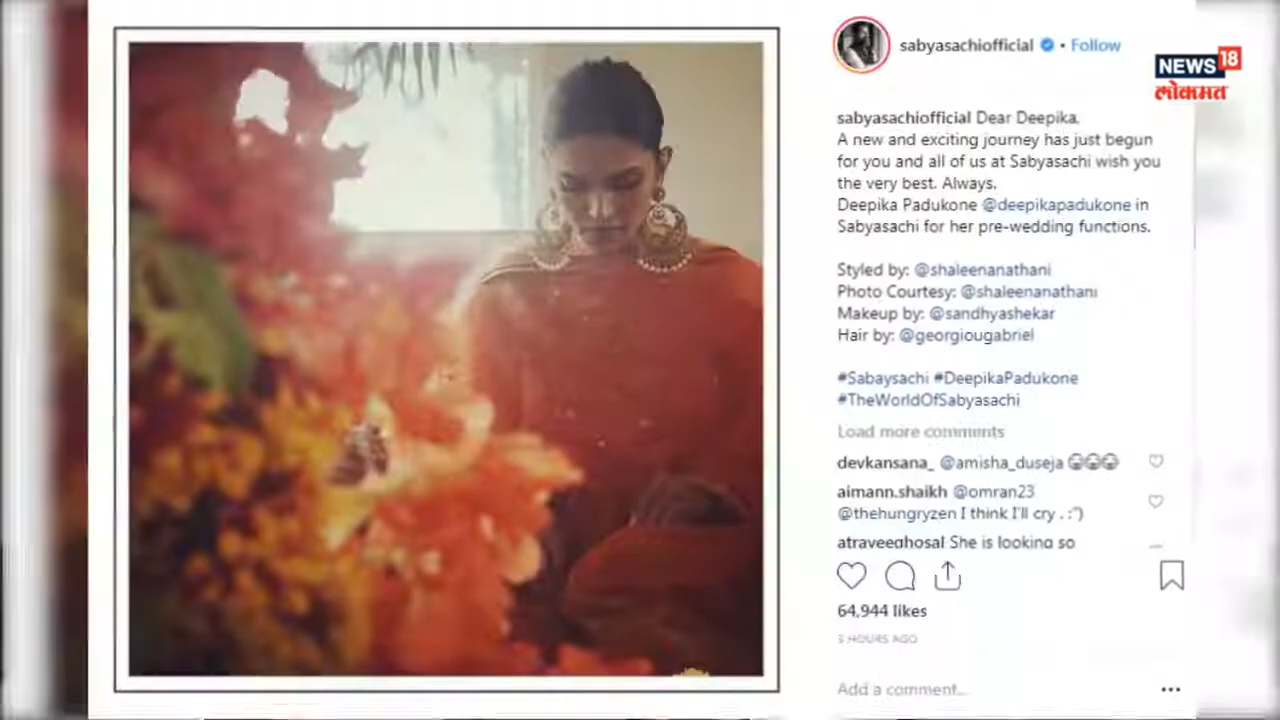 sabyasachiofficial • Follow
NEWS 18
लोकमत
sabyasachiofficial Dear Deepika,
A new and exciting journey has just begun
for you and all of us at Sabyasachi wish you
the very best. Always.
Deepika Padukone @deepikapadukone in
Sabyasachi for her pre-wedding functions.
Styled by: @shaleenanathani
Photo Courtesy: @shaleenanathani
Makeup by: @sandhyashekar
Hair by: @georgiougabriel
#Sabaysachi #DeepikaPadukone
#TheWorldOfSabyasachi
Load more comments
devkansana_ @amisha_duseja 😂😂😂
aimann.shaikh @omran23
@thehungryzen I think I'll cry . :")
atraveeghosal She is looking so
64,944 likes
HOURS AGO
Add a comment...